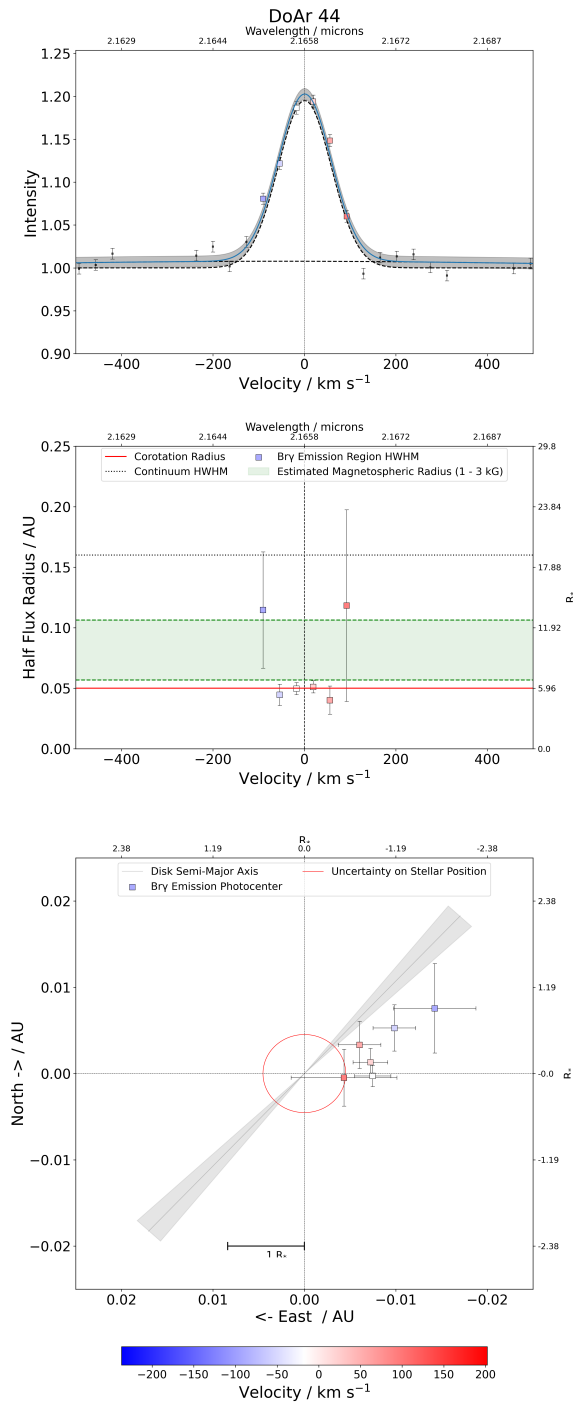 DoAr 44
Wavelength / microns
2.1629 2.1644 2.1658 2.1672 2.1687
1.25
1.20
1.15
1.10
1.05
1.00
0.95
0.90
Intensity
−400 −200 0 200 400
Velocity / km s⁻¹
Wavelength / microns
2.1629 2.1644 2.1658 2.1672 2.1687
Corotation Radius
Continuum HWHM
Brγ Emission Region HWHM
Estimated Magnetospheric Radius (1 - 3 kG)
0.25
0.20
0.15
0.10
0.05
0.00
Half Flux Radius / AU
29.8
23.84
17.88
11.92
5.96
0.0
R*
−400 −200 0 200 400
Velocity / km s⁻¹
R*
2.38 1.19 0.0 -1.19 -2.38
Disk Semi-Major Axis
Brγ Emission Photocenter
Uncertainty on Stellar Position
0.02
0.01
0.00
−0.01
−0.02
North -> / AU
2.38
1.19
-0.0
-1.19
-2.38
R*
1 R*
0.02 0.01 0.00 −0.01 −0.02
<- East / AU
−200 −150 −100 −50 0 50 100 150 200
Velocity / km s⁻¹